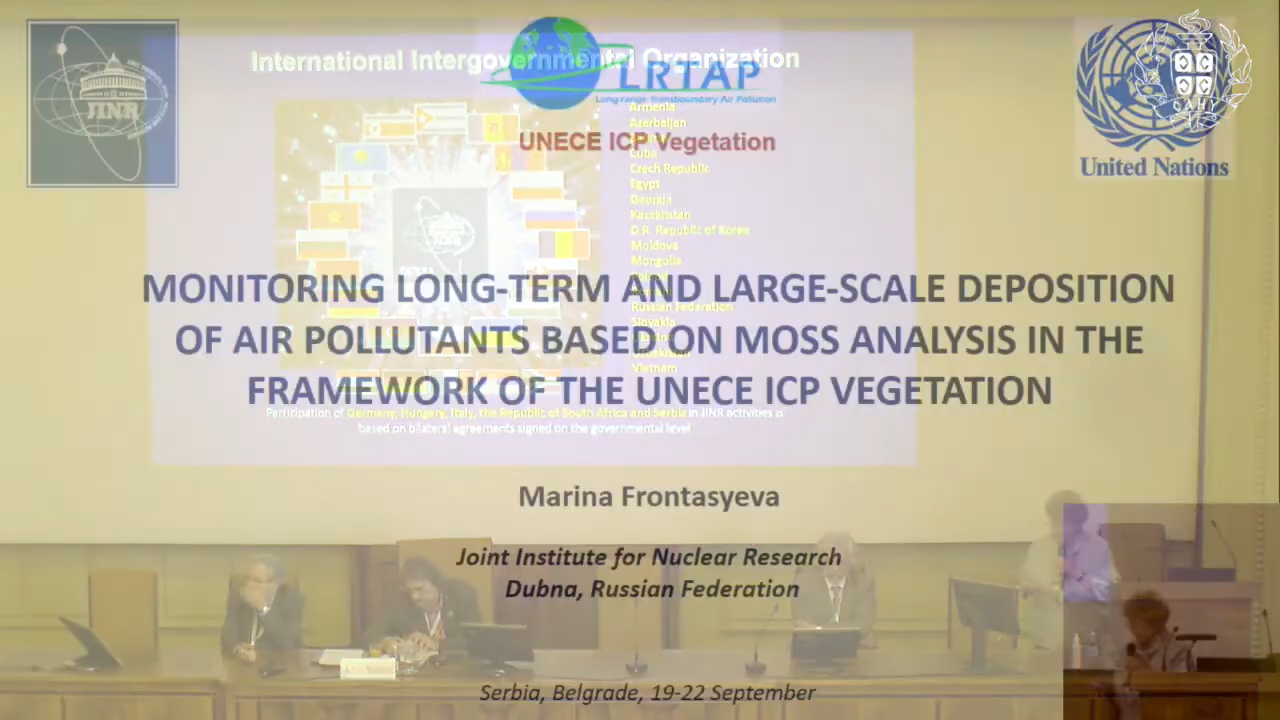 JINR
International Intergovernmental Organization
LRTAP
Long-range Transboundary Air Pollution
UNECE ICP Vegetation
САНУ
United Nations
Armenia
Azerbaijan
Cuba
Czech Republic
Egypt
Georgia
Kazakhstan
D.R. Republic of Korea
Moldova
Mongolia
Russian Federation
Slovakia
Vietnam
JINR
MONITORING LONG-TERM AND LARGE-SCALE DEPOSITION
OF AIR POLLUTANTS BASED ON MOSS ANALYSIS IN THE
FRAMEWORK OF THE UNECE ICP VEGETATION
Participation of Germany, Hungary, Italy, the Republic of South Africa and Serbia in JINR activities is
based on bilateral agreements signed on the governmental level
Marina Frontasyeva
Joint Institute for Nuclear Research
Dubna, Russian Federation
Serbia, Belgrade, 19-22 September